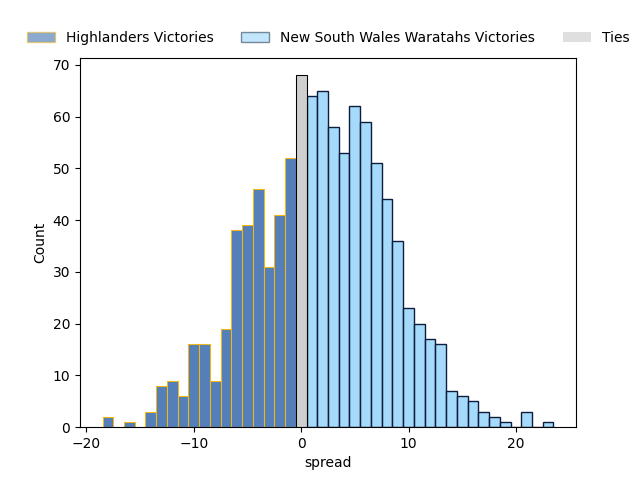 Highlanders Victories New South Wales Waratahs Victories Ties
70
60
50
40
30
20
10
0
Count
−20 −10 0 10 20
spread